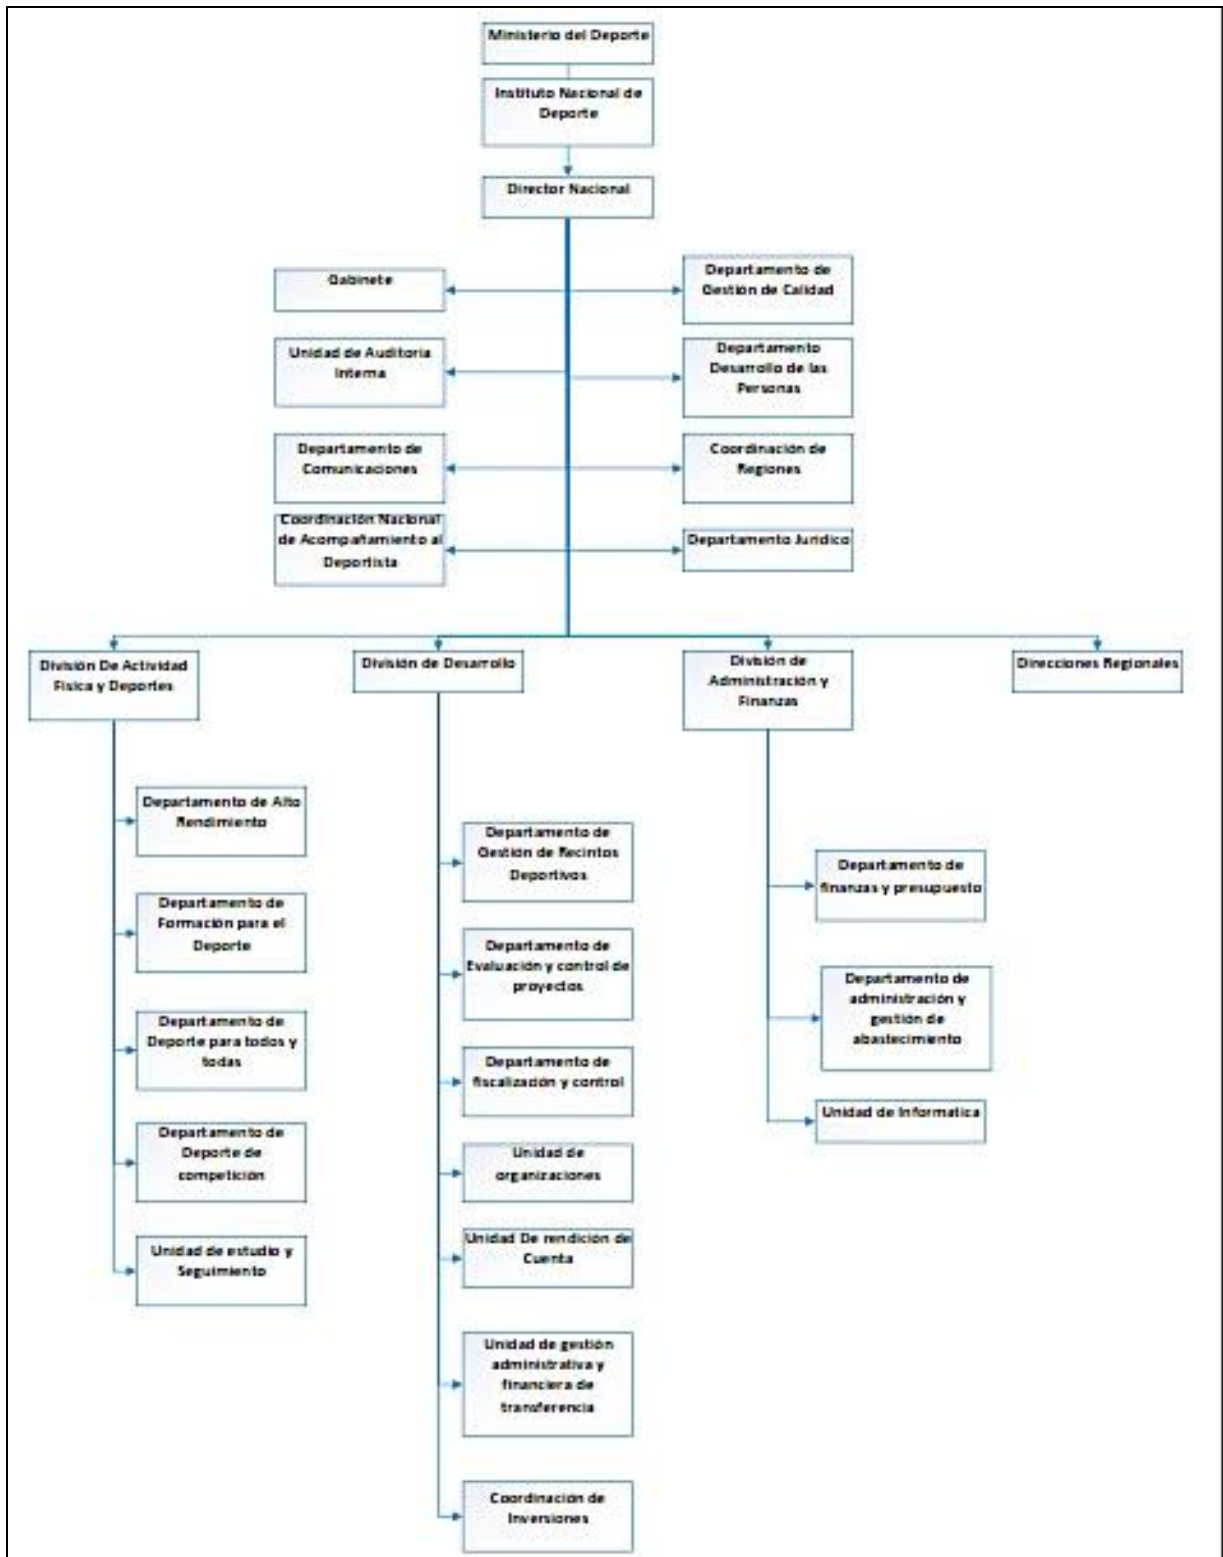 Ministerio del Deporte
Instituto Nacional de
Deporte
Director Nacional
Gabinete
Departamento de
Gestión de Calidad
Unidad de Auditoria
Interna
Departamento
Desarrollo de las
Personas
Departamento de
Comunicaciones
Coordinación de
Regiones
Coordinación Nacional
de Acompañamiento al
Deportista
Departamento Juridico
División De Actividad
Fisica y Deportes
División de Desarrollo
División de
Administración y
Finanzas
Direcciones Regionales
Departamento de Alto
Rendimiento
Departamento de
Formación para el
Deporte
Departamento de
Deporte para todos y
todas
Departamento de
Deporte de
competición
Unidad de estudio y
Seguimiento
Departamento de
Gestión de Recintos
Deportivos
Departamento de
Evaluación y control de
proyectos
Departamento de
fiscalización y control
Unidad de
organizaciones
Unidad De rendición de
Cuenta
Unidad de gestión
administrativa y
financiera de
transferencia
Coordinación de
Inversiones
Departamento de
finanzas y presupuesto
Departamento de
administración y
gestión de
abastecimiento
Unidad de Informatica